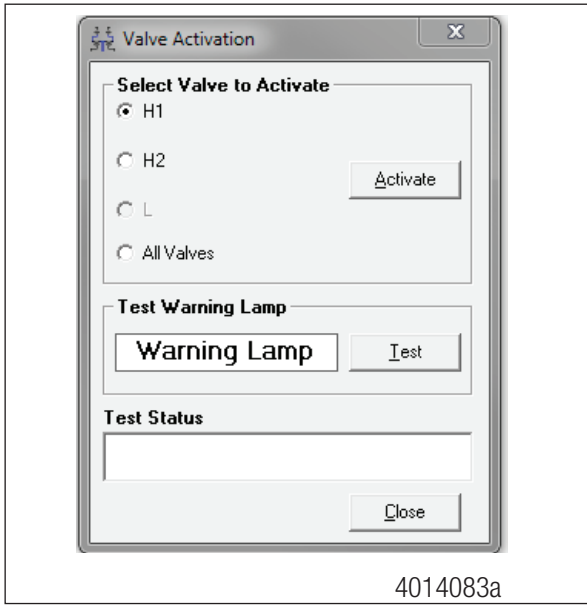 Valve Activation
Select Valve to Activate
H1
H2
Activate
L
All Valves
Test Warning Lamp
Warning Lamp
Test
Test Status
Close
4014083a